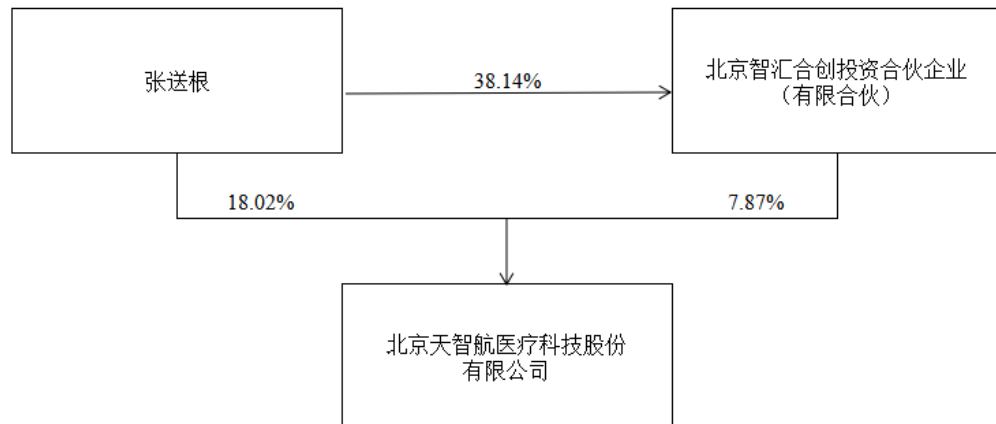 张送根
38.14%
北京智汇合创投资合伙企业
（有限合伙）
18.02%
7.87%
北京天智航医疗科技股份
有限公司